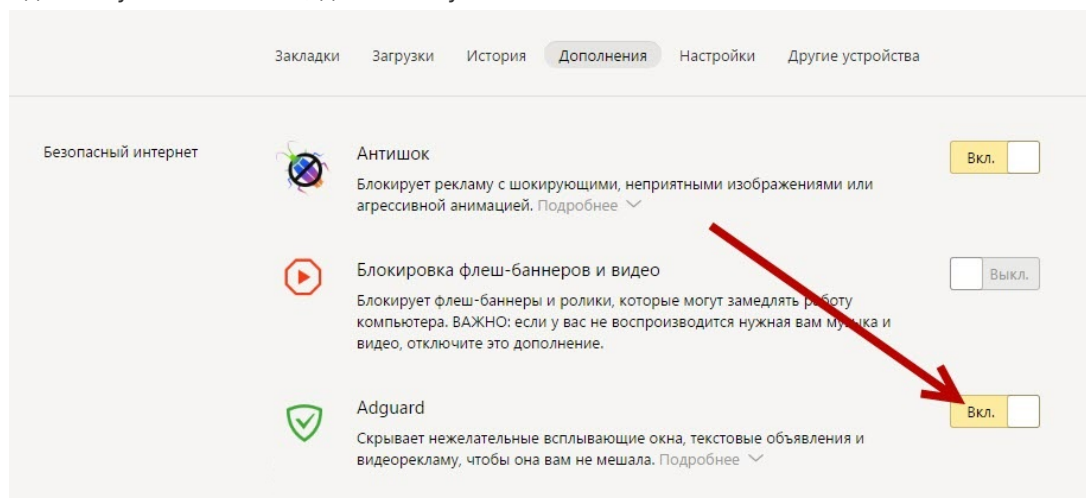 Закладки Загрузки История Дополнения Настройки Другие устройства
Безопасный интернет
Антишок
Вкл.
Блокирует рекламу с шокирующими, неприятными изображениями или
агрессивной анимацией. Подробнее
Блокировка флеш-баннеров и видео
Выкл.
Блокирует флеш-баннеры и ролики, которые могут замедлять работу
компьютера. ВАЖНО: если у вас не воспроизводится нужная вам музыка и
видео, отключите это дополнение.
Adguard
Вкл.
Скрывает нежелательные всплывающие окна, текстовые объявления и
видеорекламу, чтобы она вам не мешала. Подробнее